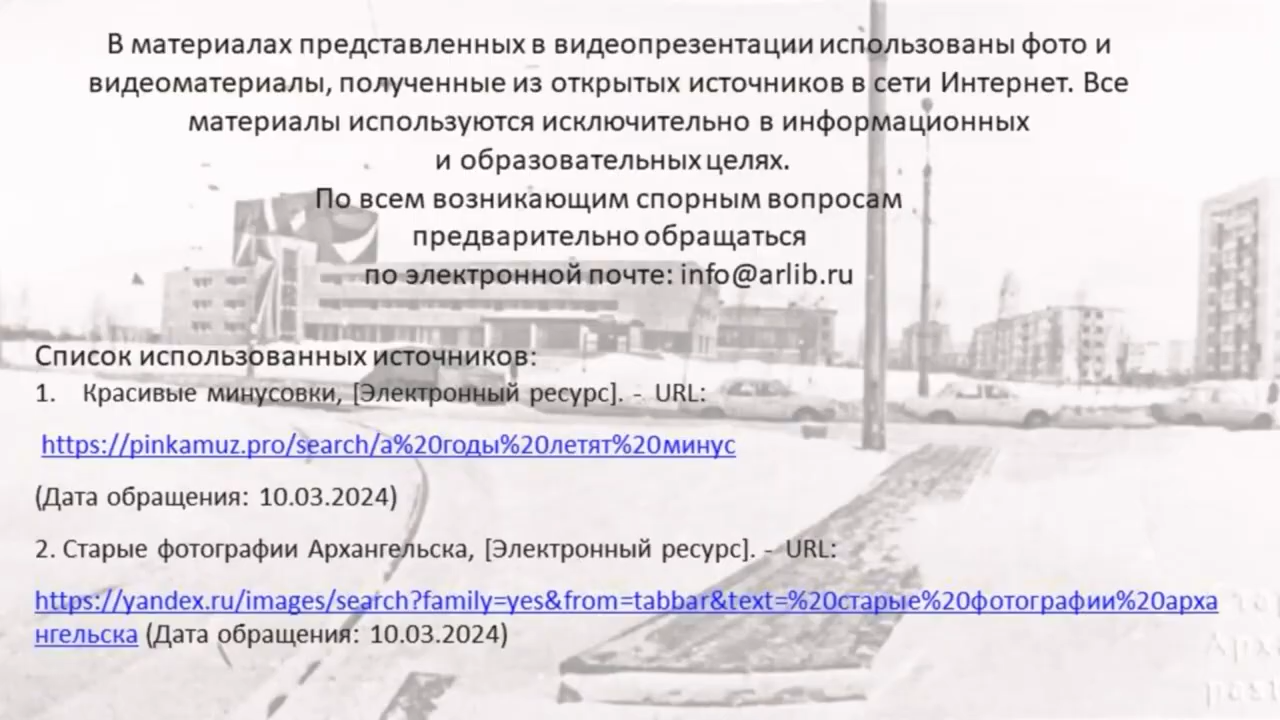 В материалах представленных в видеопрезентации использованы фото и
видеоматериалы, полученные из открытых источников в сети Интернет. Все
материалы используются исключительно в информационных
и образовательных целях.
По всем возникающим спорным вопросам
предварительно обращаться
по электронной почте: info@arlib.ru
Список использованных источников:
1. Красивые минусовки, [Электронный ресурс]. - URL:
https://pinkamuz.pro/search/а%20годы%20летят%20минус
(Дата обращения: 10.03.2024)
2. Старые фотографии Архангельска, [Электронный ресурс]. - URL:
https://yandex.ru/images/search?family=yes&from=tabbar&text=%20старые%20фотографии%20арха
нгельска (Дата обращения: 10.03.2024)